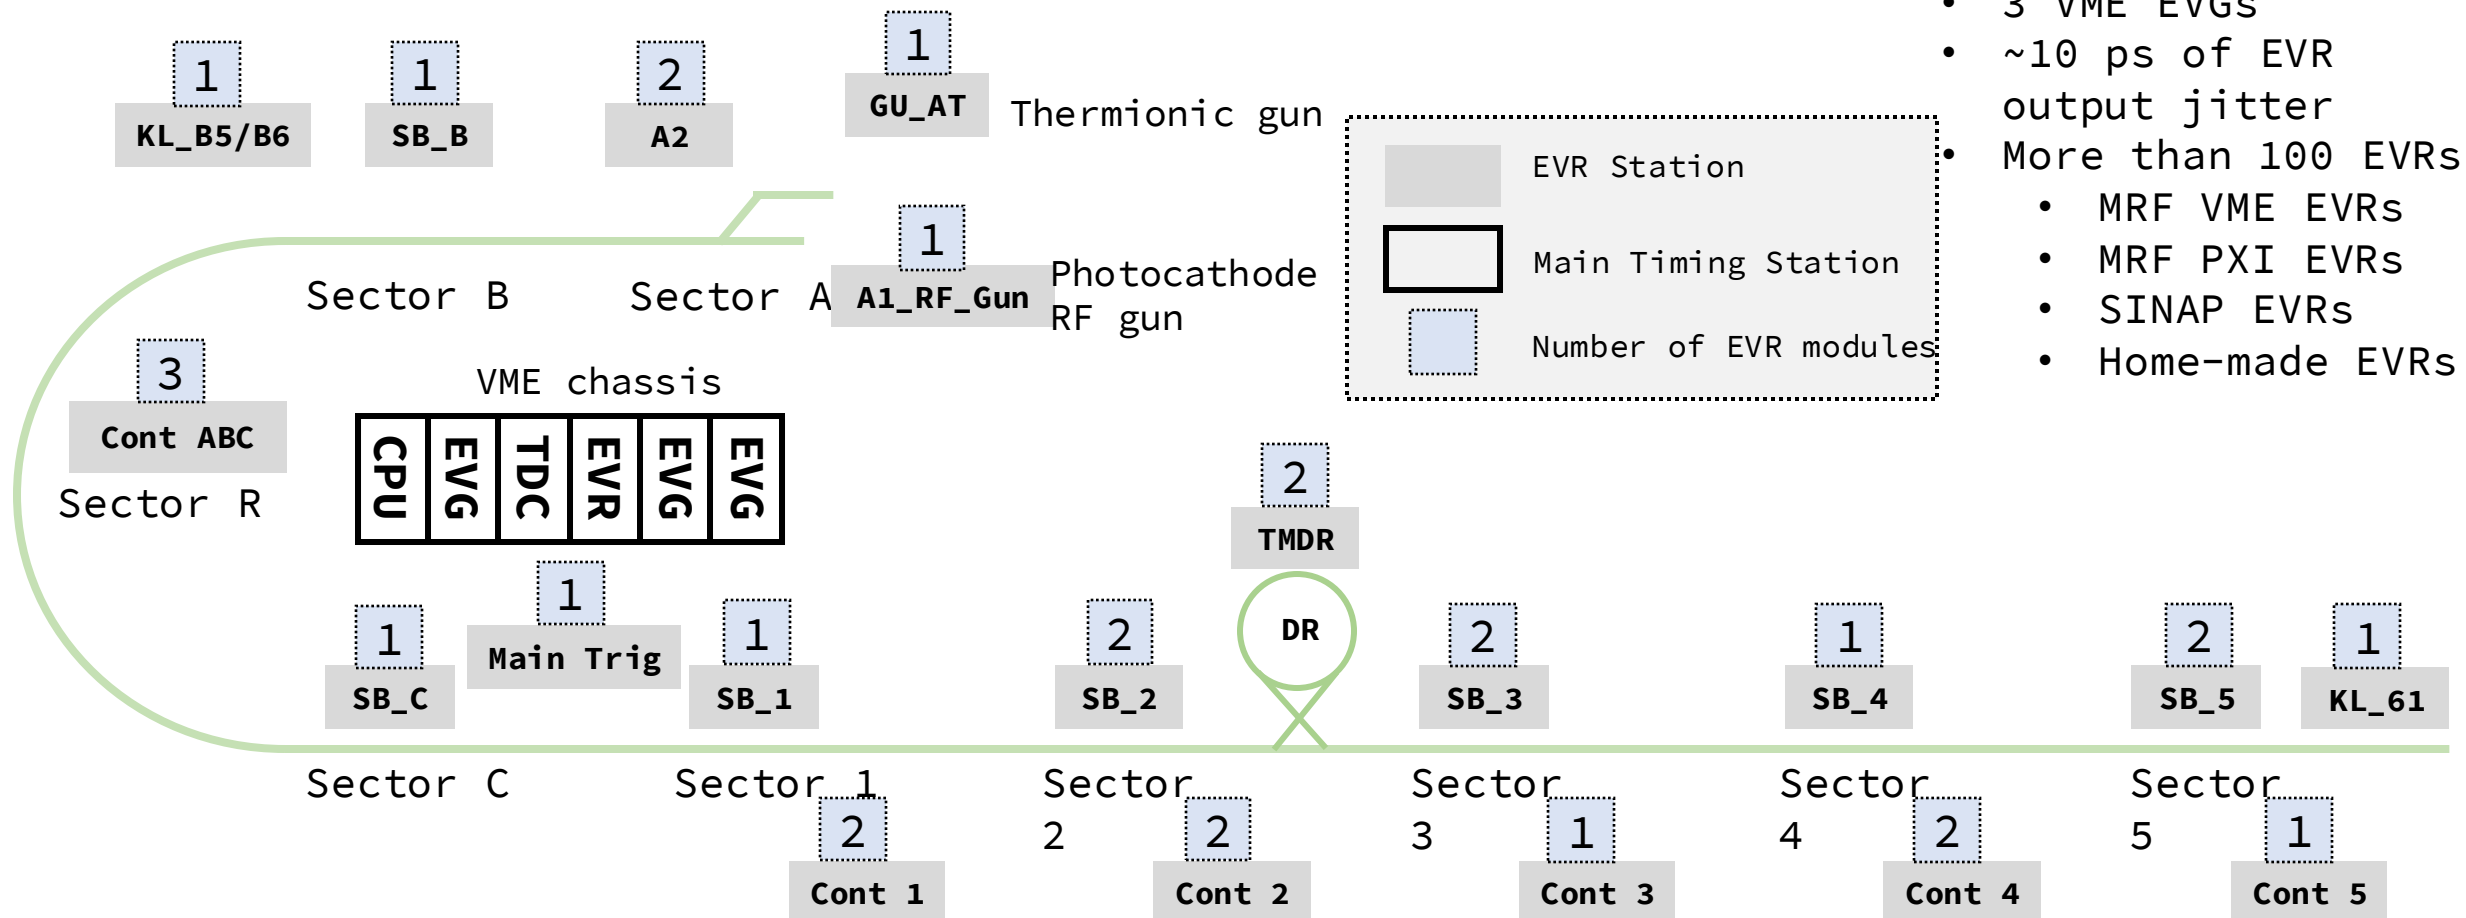 1
1
2
1
KL_B5/B6
SB_B
A2
GU_AT
Thermionic gun
• 3 VME EVGs
• ~10 ps of EVR
output jitter
• More than 100 EVRs
• MRF VME EVRs
• MRF PXI EVRs
• SINAP EVRs
• Home-made EVRs
EVR Station
Main Timing Station
Number of EVR modules
1
Sector B
Sector A
A1_RF_Gun
Photocathode
RF gun
3
Cont ABC
Sector R
VME chassis
CPU
EVG
TDC
EVR
EVG
EVG
2
TMDR
DR
1
SB_C
1
Main Trig
1
SB_1
2
SB_2
2
SB_3
1
SB_4
2
SB_5
1
KL_61
Sector C
Sector 1
Sector
2
Sector
3
Sector
4
Sector
5
2
Cont 1
2
Cont 2
1
Cont 3
2
Cont 4
1
Cont 5